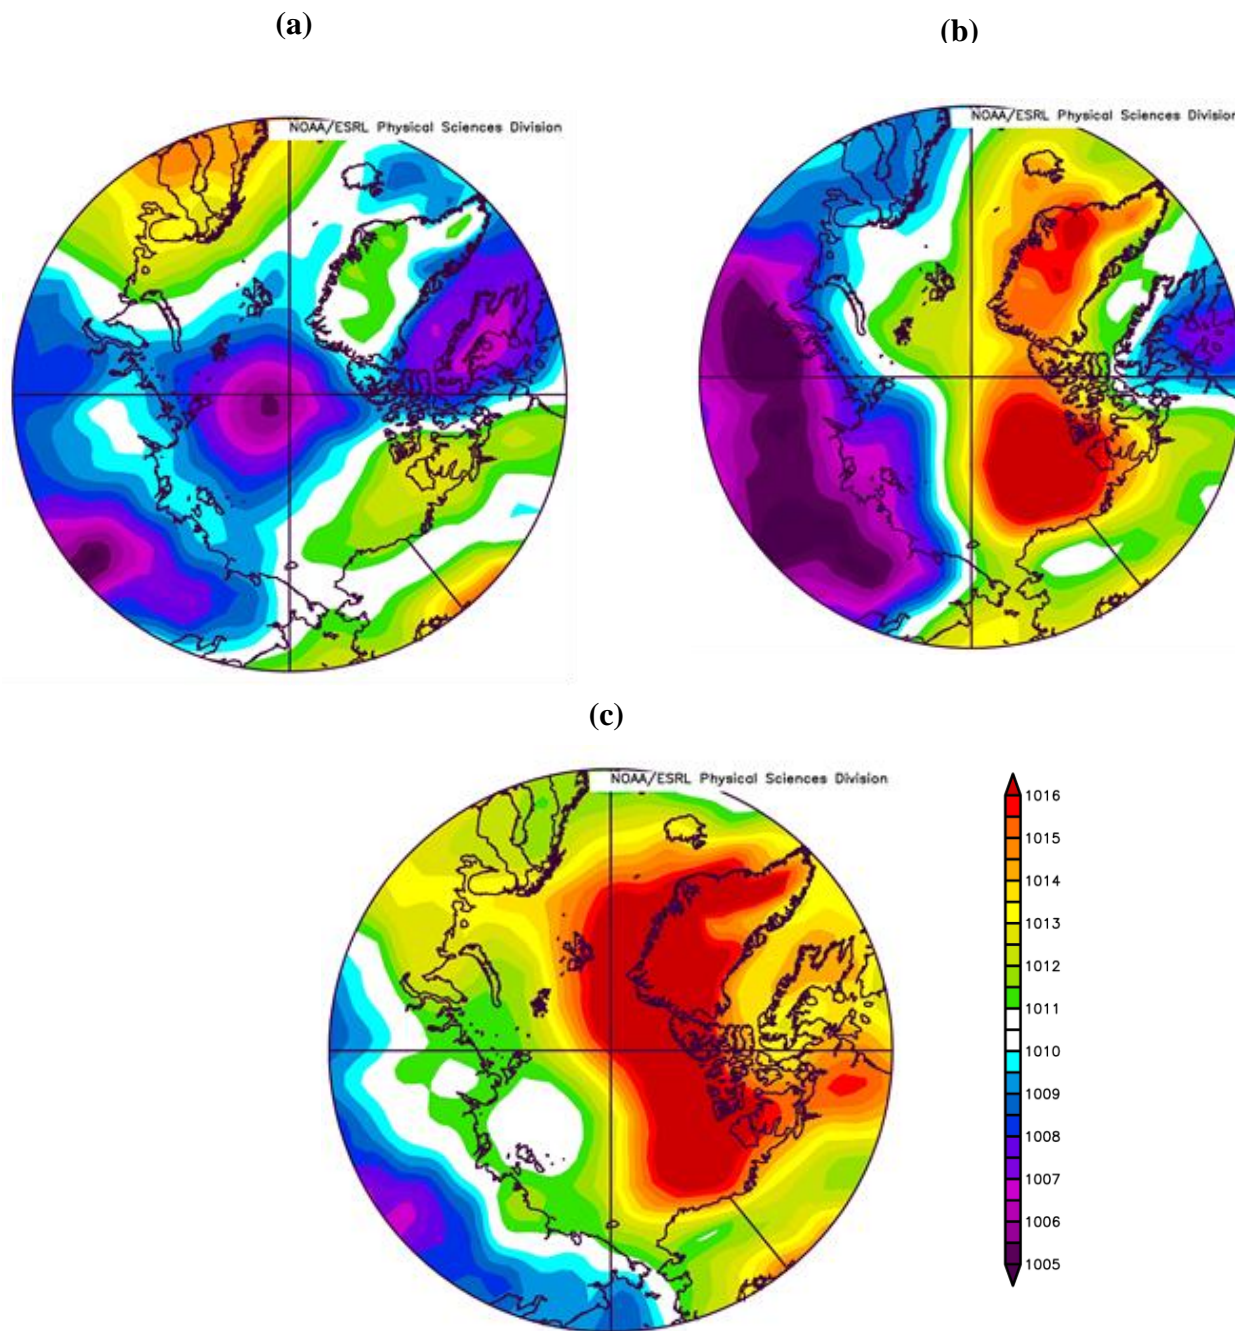 (a)
(b)
NOAA/ESRL Physical Sciences Division
NOAA/ESRL Physical Sciences Division
(c)
NOAA/ESRL Physical Sciences Division
1016
1015
1014
1013
1012
1011
1010
1009
1008
1007
1006
1005